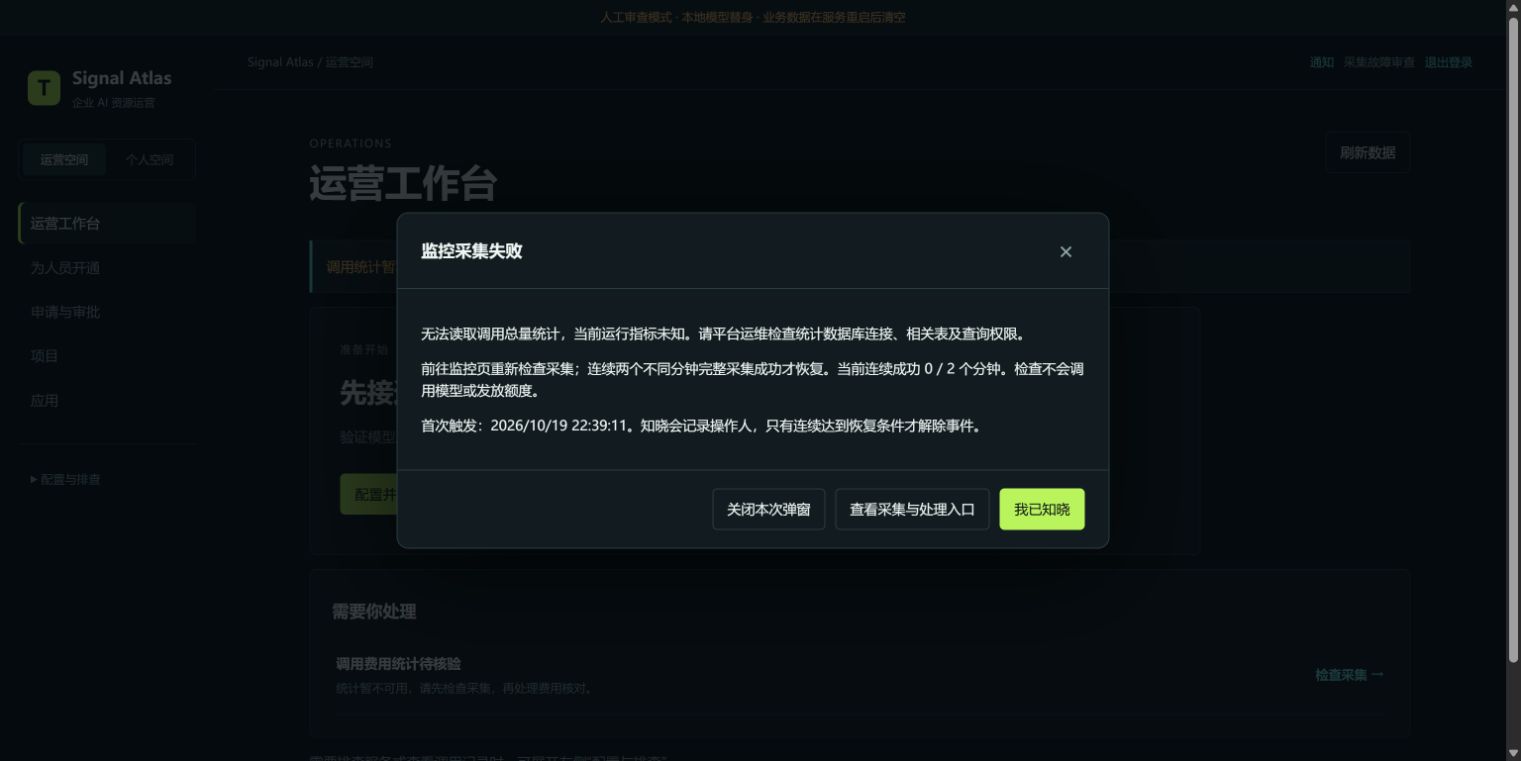 人工审查模式 · 本地模型替身 · 业务数据在服务重启后清空
T
Signal Atlas
企业 AI 资源运营
Signal Atlas / 运营空间
通知 采集故障审查 退出登录
运营空间 个人空间
运营工作台
为人员开通
申请与审批
项目
应用
配置与排查
OPERATIONS
运营工作台
刷新数据
调用统计暂
准备开始
先接
验证模型
配置并
监控采集失败
无法读取调用总量统计，当前运行指标未知。请平台运维检查统计数据库连接、相关表及查询权限。
前往监控页重新检查采集；连续两个不同分钟完整采集成功才恢复。当前连续成功 0 / 2 个分钟。检查不会调
用模型或发放额度。
首次触发：2026/10/19 22:39:11。知晓会记录操作人，只有连续达到恢复条件才解除事件。
关闭本次弹窗 查看采集与处理入口 我已知晓
需要你处理
调用费用统计待核验
统计暂不可用，请先检查采集，再处理费用核对。
检查采集 →